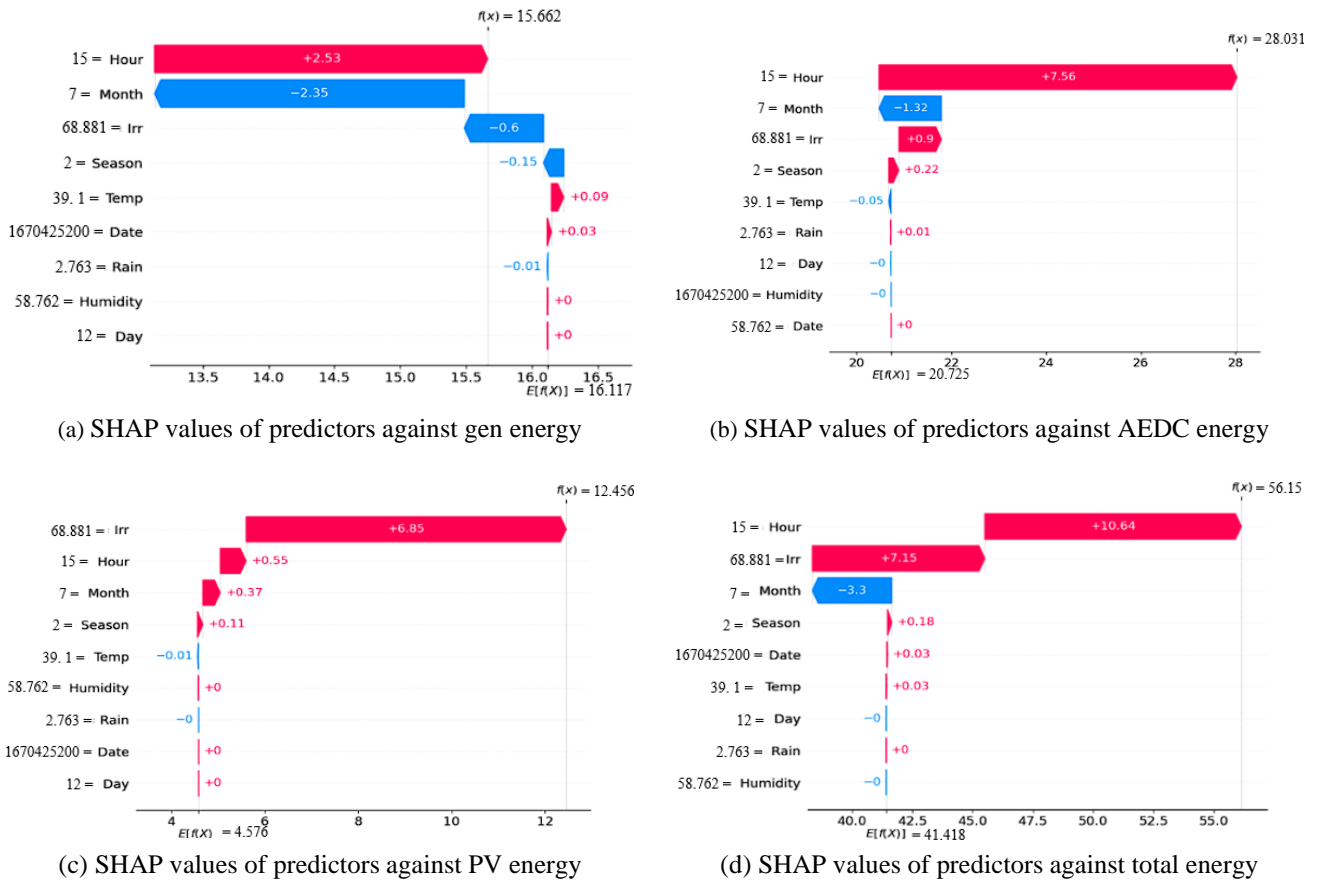 f(x) = 15.662
15 = Hour
+2.53
7 = Month
−2.35
68.881 = Irr
−0.6
2 = Season
−0.15
39. 1 = Temp
+0.09
1670425200 = Date
+0.03
2.763 = Rain
−0.01
58.762 = Humidity
+0
12 = Day
+0
13.5 14.0 14.5 15.0 15.5 16.0 16.5
E[f(X)] = 16.117
(a) SHAP values of predictors against gen energy
f(x) = 28.031
15 = Hour
+7.56
7 = Month
−1.32
68.881 = Irr
+0.9
2 = Season
+0.22
39. 1 = Temp
−0.05
2.763 = Rain
+0.01
12 = Day
−0
1670425200 = Humidity
−0
58.762 = Date
+0
20 22 24 26 28
E[f(X)] = 20.725
(b) SHAP values of predictors against AEDC energy
f(x) = 12.456
68.881 = Irr
+6.85
15 = Hour
+0.55
7 = Month
+0.37
2 = Season
+0.11
39. 1 = Temp
−0.01
58.762 = Humidity
+0
2.763 = Rain
−0
1670425200 = Date
+0
12 = Day
+0
4 6 8 10 12
E[f(X)] = 4.576
(c) SHAP values of predictors against PV energy
f(x) = 56.15
15 = Hour
+10.64
68.881 = Irr
+7.15
7 = Month
−3.3
2 = Season
+0.18
1670425200 = Date
+0.03
39. 1 = Temp
+0.03
12 = Day
−0
2.763 = Rain
+0
58.762 = Humidity
−0
40.0 42.5 45.0 47.5 50.0 52.5 55.0
E[f(X)] = 41.418
(d) SHAP values of predictors against total energy